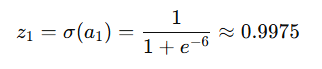 z₁ = σ(a₁) = 1 / (1 + e⁻⁶) ≈ 0.9975